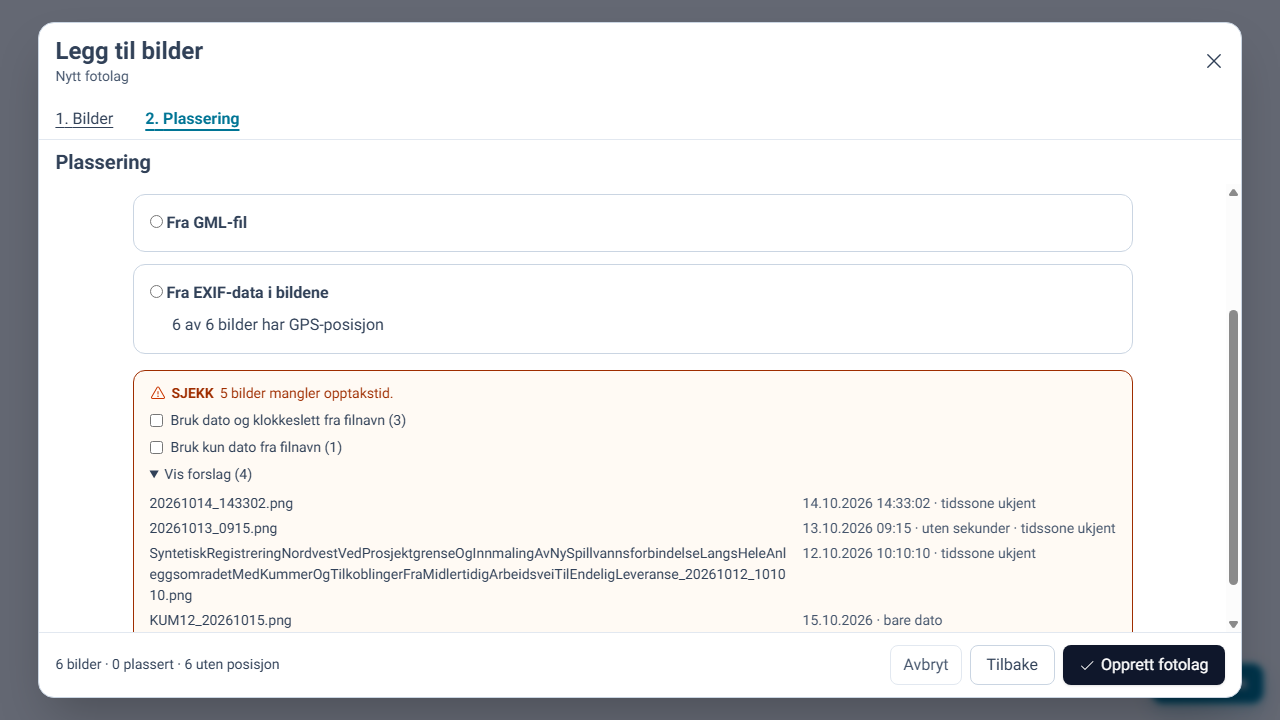 Legg til bilder
Nytt fotolag
1. Bilder
2. Plassering
Plassering
Fra GML-fil
Fra EXIF-data i bildene
6 av 6 bilder har GPS-posisjon
SJEKK 5 bilder mangler opptakstid.
Bruk dato og klokkeslett fra filnavn (3)
Bruk kun dato fra filnavn (1)
Vis forslag (4)
20261014_143302.png 14.10.2026 14:33:02 · tidssone ukjent
20261013_0915.png 13.10.2026 09:15 · uten sekunder · tidssone ukjent
SyntetiskRegistreringNordvestVedProsjektgrenseOgInnmalingAvNySpillvannsforbindelseLangsHeleAnl 12.10.2026 10:10:10 · tidssone ukjent
eggsomradetMedKummerOgTilkoblingerFraMidlertidigArbeidsveiTilEndeligLeveranse_20261012_1010
10.png
KUM12_20261015.png 15.10.2026 · bare dato
6 bilder · 0 plassert · 6 uten posisjon
Avbryt
Tilbake
Opprett fotolag